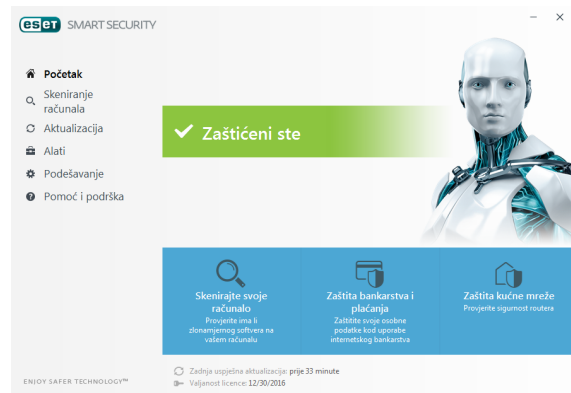 eset SMART SECURITY
Početak
Skeniranje
računala
Aktualizacija
Alati
Podešavanje
Pomoć i podrška
Zaštićeni ste
Skenirajte svoje
računalo
Provjerite ima li
zlonamjernog softvera na
vašem računalu
Zaštita bankarstva i
plaćanja
Zaštitite svoje osobne
podatke kod uporabe
internetskog bankarstva
Zaštita kućne mreže
Provjerite sigurnost routera
Zadnja uspješna aktualizacija: prije 33 minute
Valjanost licence: 12/30/2016
ENJOY SAFER TECHNOLOGY™